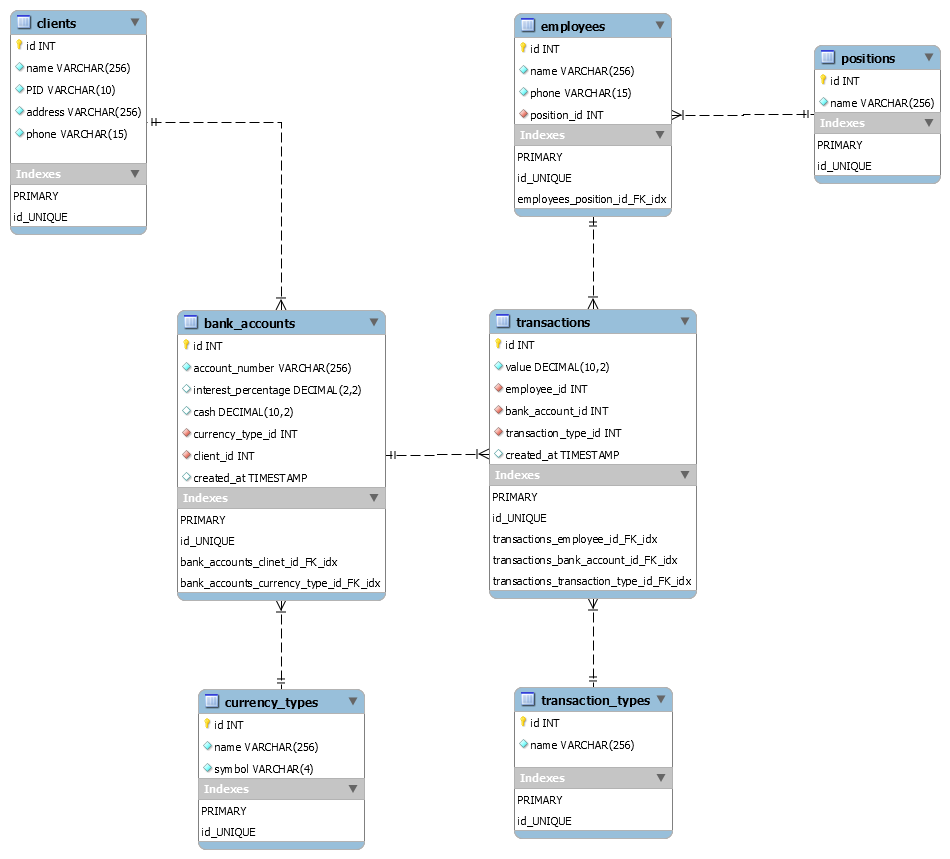 clients
id INT
name VARCHAR(256)
PID VARCHAR(10)
address VARCHAR(256)
phone VARCHAR(15)
Indexes
PRIMARY
id_UNIQUE
employees
id INT
name VARCHAR(256)
phone VARCHAR(15)
position_id INT
Indexes
PRIMARY
id_UNIQUE
employees_position_id_FK_idx
positions
id INT
name VARCHAR(256)
Indexes
PRIMARY
id_UNIQUE
bank_accounts
id INT
account_number VARCHAR(256)
interest_percentage DECIMAL(2,2)
cash DECIMAL(10,2)
currency_type_id INT
client_id INT
created_at TIMESTAMP
Indexes
PRIMARY
id_UNIQUE
bank_accounts_clinet_id_FK_idx
bank_accounts_currency_type_id_FK_idx
transactions
id INT
value DECIMAL(10,2)
employee_id INT
bank_account_id INT
transaction_type_id INT
created_at TIMESTAMP
Indexes
PRIMARY
id_UNIQUE
transactions_employee_id_FK_idx
transactions_bank_account_id_FK_idx
transactions_transaction_type_id_FK_idx
currency_types
id INT
name VARCHAR(256)
symbol VARCHAR(4)
Indexes
PRIMARY
id_UNIQUE
transaction_types
id INT
name VARCHAR(256)
Indexes
PRIMARY
id_UNIQUE